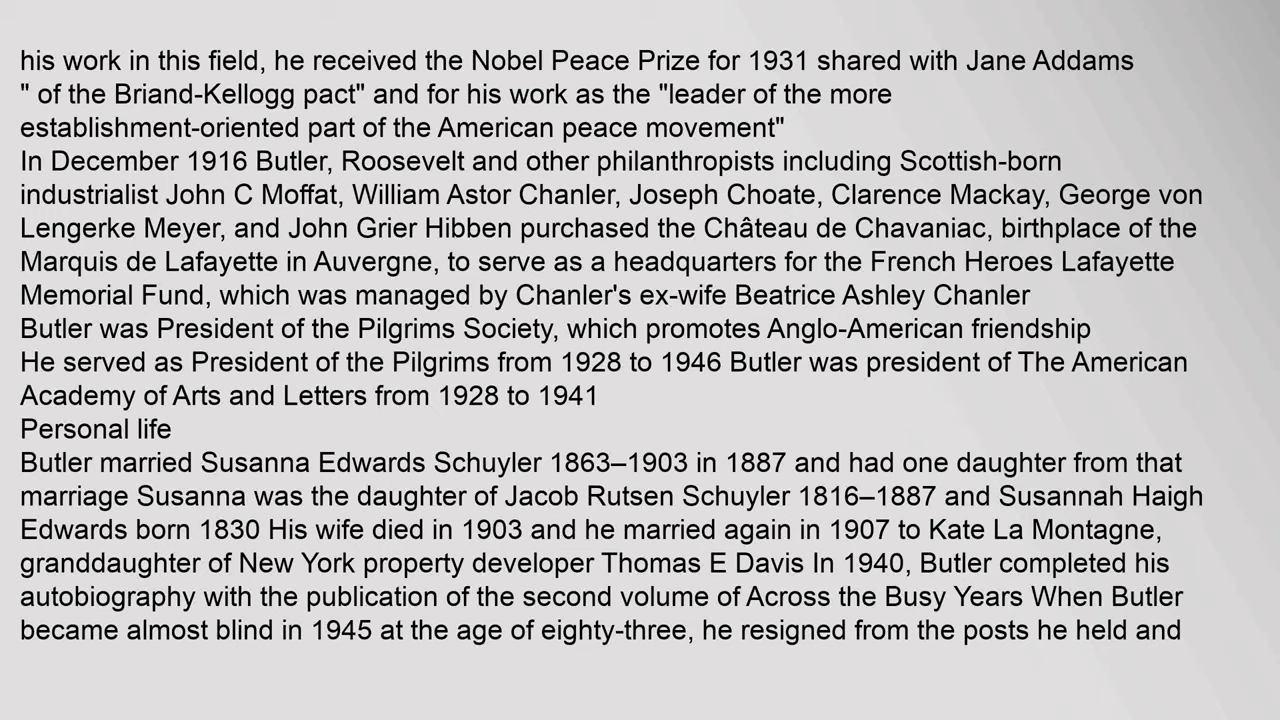 his work in this field, he received the Nobel Peace Prize for 1931 shared with Jane Addams
" of the Briand-Kellogg pact" and for his work as the "leader of the more
establishment-oriented part of the American peace movement"
In December 1916 Butler, Roosevelt and other philanthropists including Scottish-born
industrialist John C Moffat, William Astor Chanler, Joseph Choate, Clarence Mackay, George von
Lengerke Meyer, and John Grier Hibben purchased the Château de Chavaniac, birthplace of the
Marquis de Lafayette in Auvergne, to serve as a headquarters for the French Heroes Lafayette
Memorial Fund, which was managed by Chanler's ex-wife Beatrice Ashley Chanler
Butler was President of the Pilgrims Society, which promotes Anglo-American friendship
He served as President of the Pilgrims from 1928 to 1946 Butler was president of The American
Academy of Arts and Letters from 1928 to 1941
Personal life
Butler married Susanna Edwards Schuyler 1863–1903 in 1887 and had one daughter from that
marriage Susanna was the daughter of Jacob Rutsen Schuyler 1816–1887 and Susannah Haigh
Edwards born 1830 His wife died in 1903 and he married again in 1907 to Kate La Montagne,
granddaughter of New York property developer Thomas E Davis In 1940, Butler completed his
autobiography with the publication of the second volume of Across the Busy Years When Butler
became almost blind in 1945 at the age of eighty-three, he resigned from the posts he held and